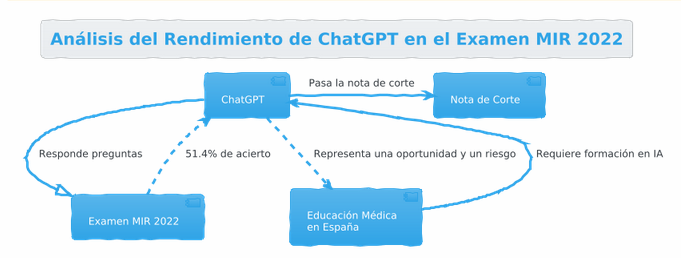 Análisis del Rendimiento de ChatGPT en el Examen MIR 2022
Pasa la nota de corte
ChatGPT
Nota de Corte
Responde preguntas
51.4% de acierto
Representa una oportunidad y un riesgo
Requiere formación en IA
Examen MIR 2022
Educación Médica
en España